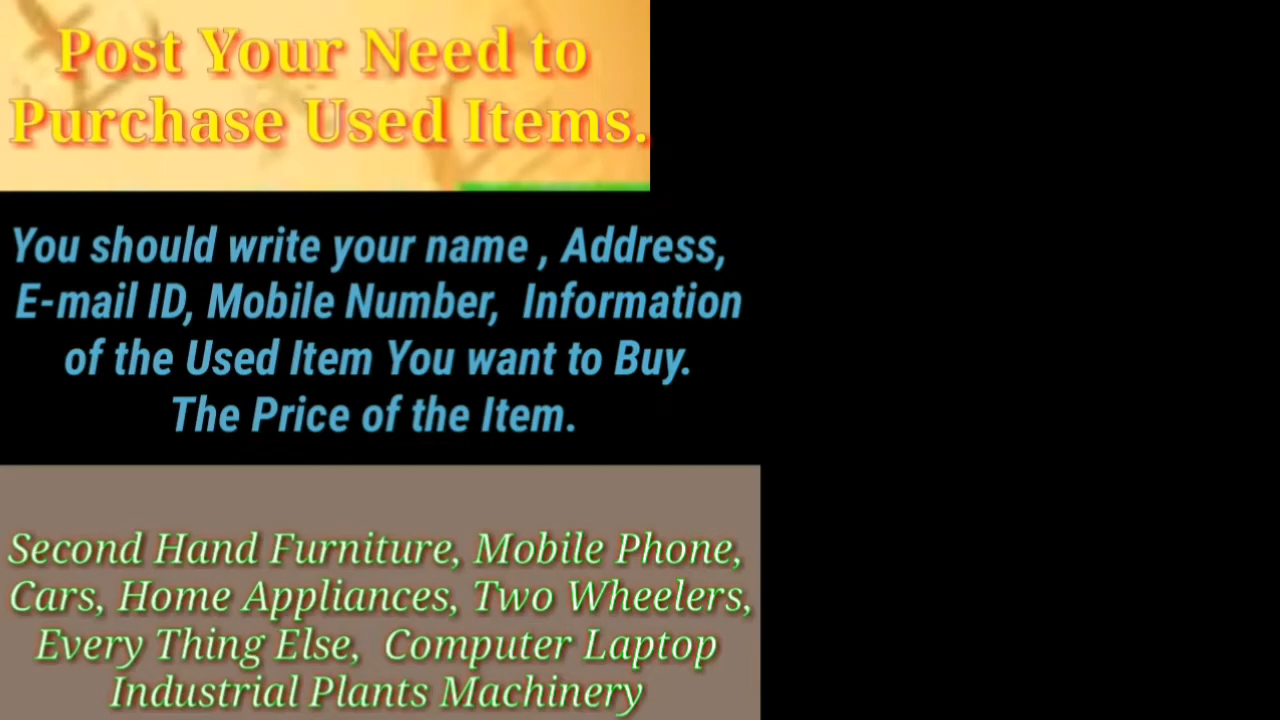 Post Your Need to
Purchase Used Items.
You should write your name , Address,
E-mail ID, Mobile Number,  Information
of the Used Item You want to Buy.
The Price of the Item.
Second Hand Furniture, Mobile Phone,
Cars, Home Appliances, Two Wheelers,
Every Thing Else,  Computer Laptop
Industrial Plants Machinery